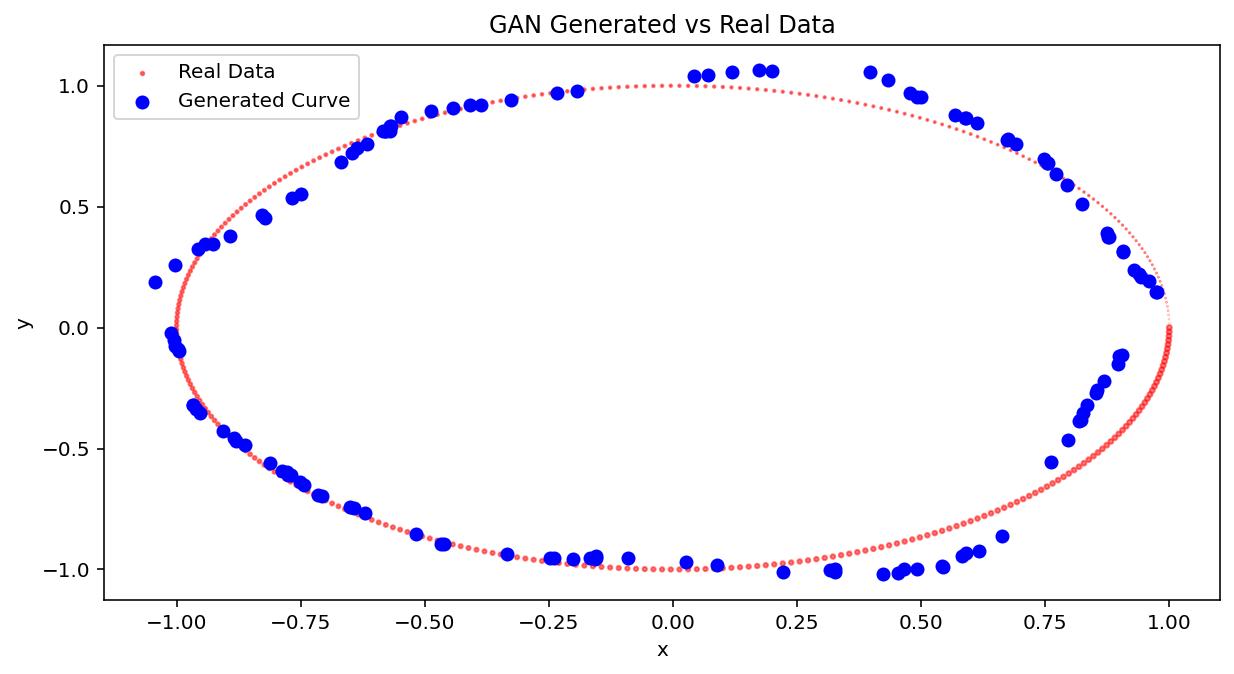 GAN Generated vs Real Data
Real Data
Generated Curve
1.0
0.5
0.0
−0.5
−1.0
y
−1.00 −0.75 −0.50 −0.25 0.00 0.25 0.50 0.75 1.00
x